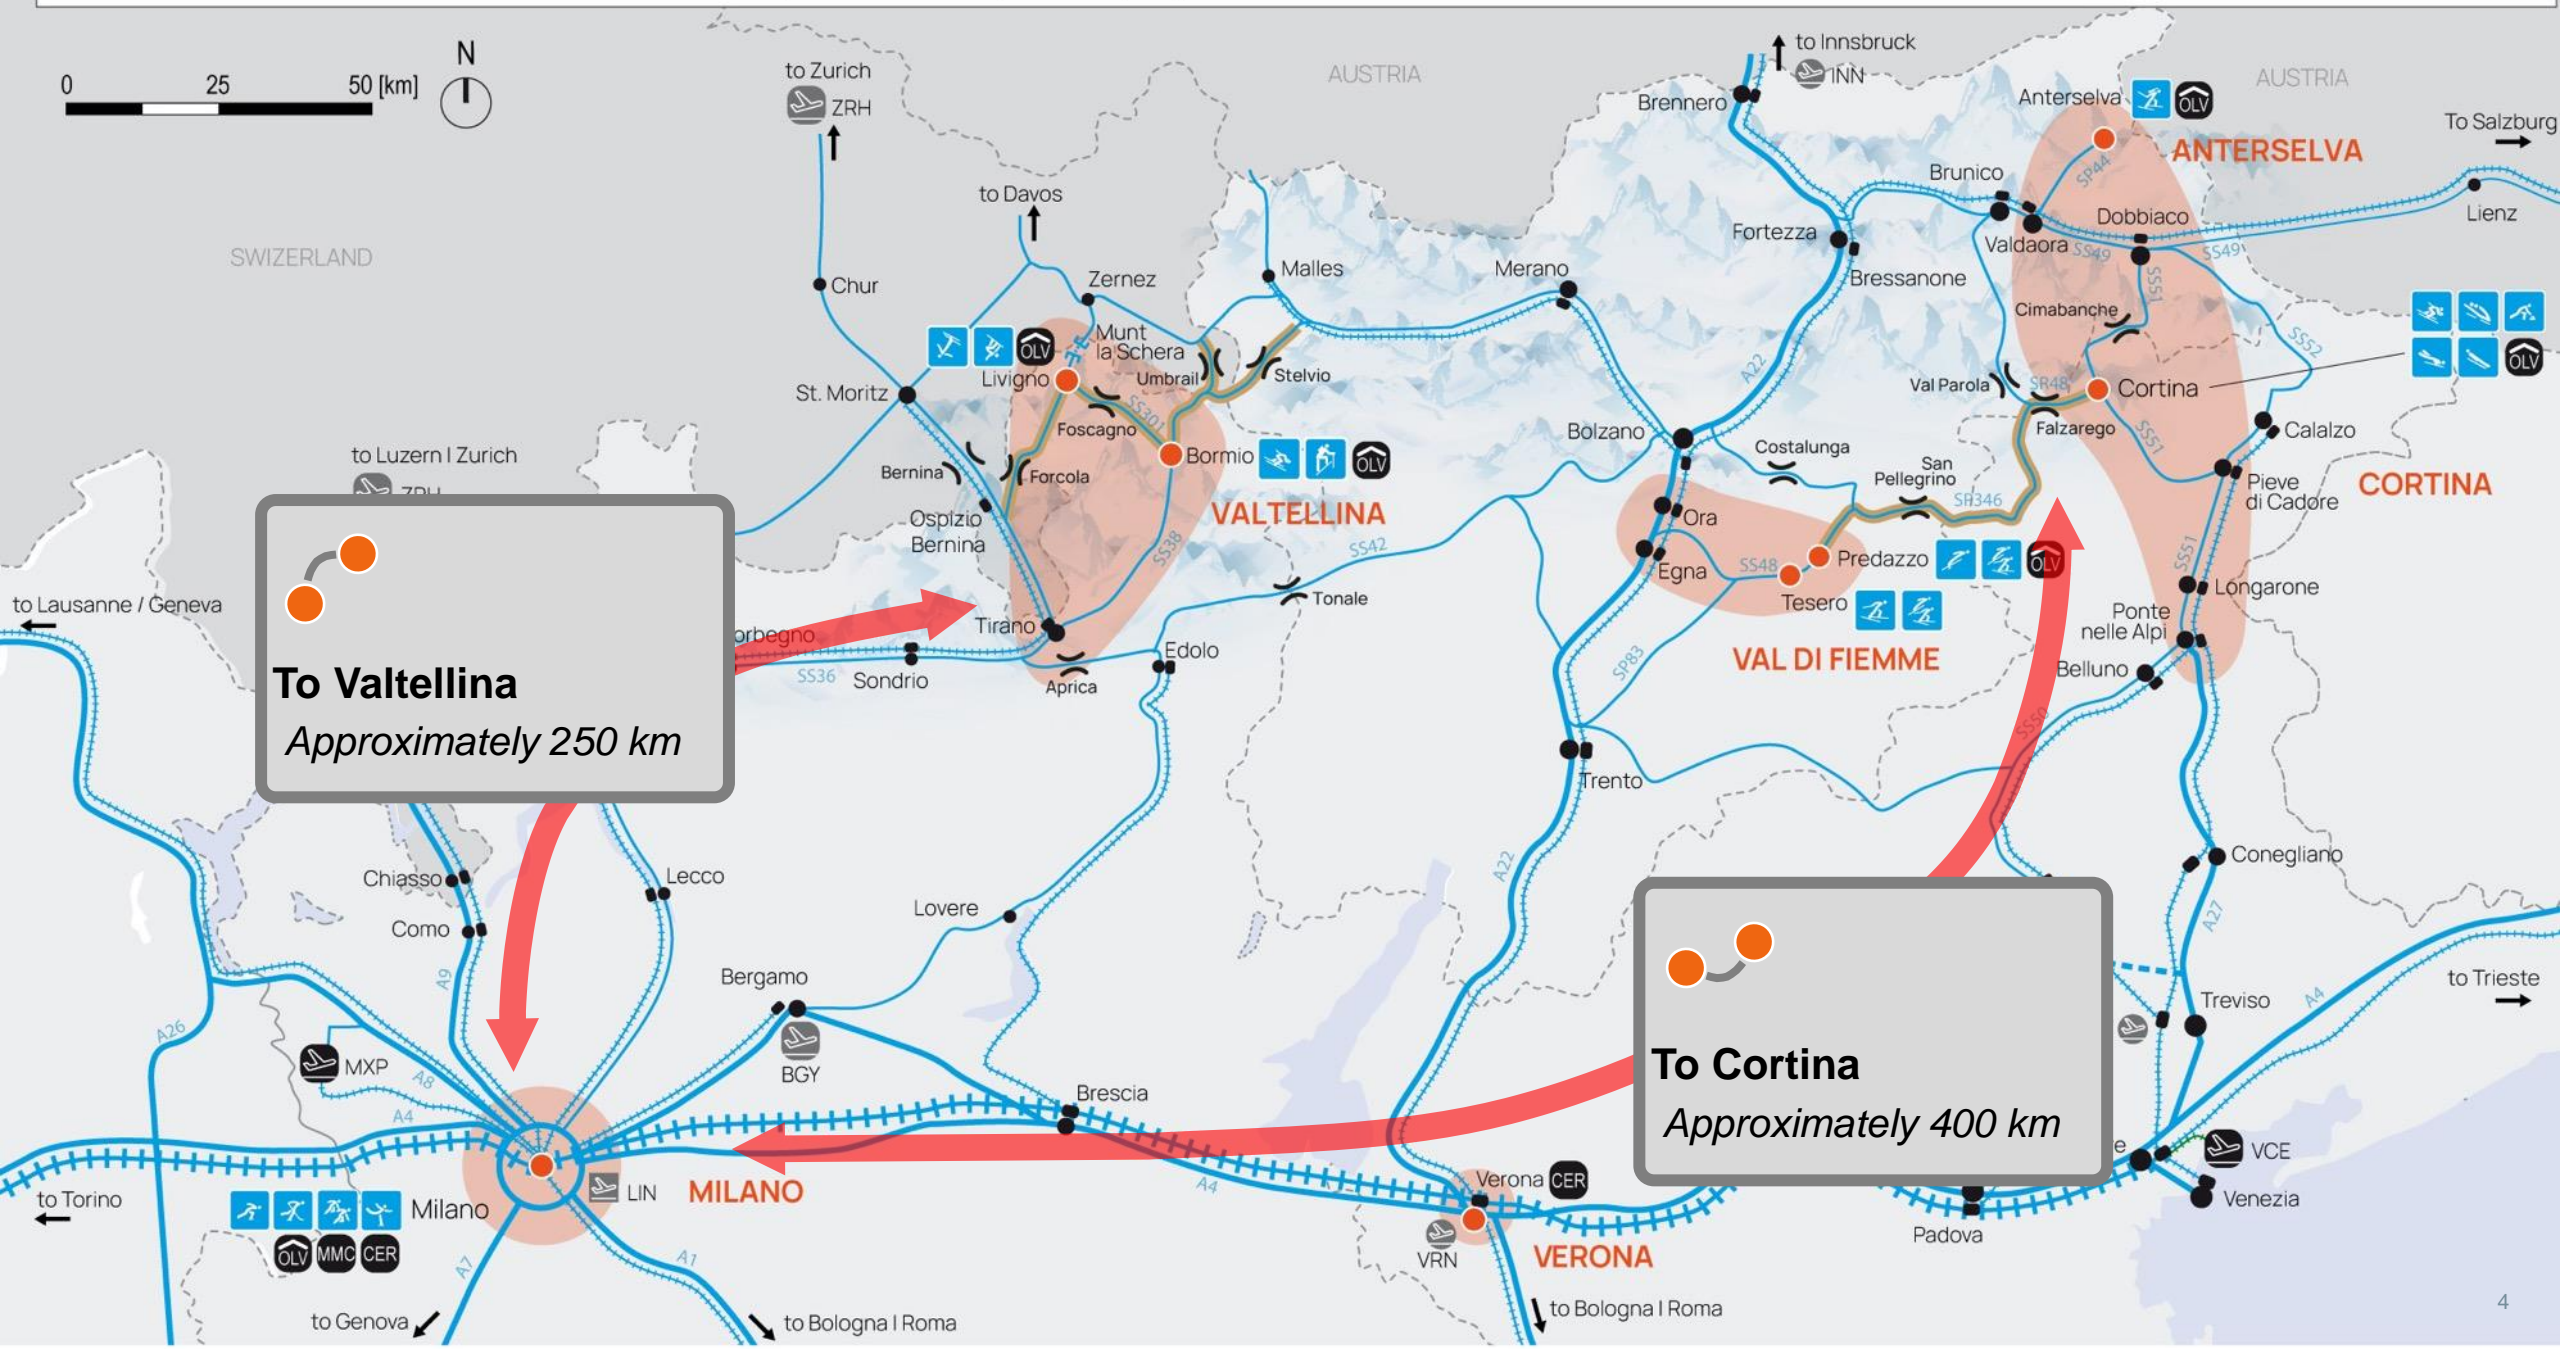 0 25 50 [km]
N
to Zurich
ZRH
AUSTRIA
to Innsbruck
INN
Brennero
Anterselva
OLV
AUSTRIA
To Salzburg
ANTERSELVA
SP44
Brunico
Lienz
to Davos
Dobbiaco
Fortezza
Valdaora
SS49
SS49
SWIZERLAND
Chur
Zernez
Malles
Merano
Bressanone
SS51
Cimabanche
SS52
OLV
Munt
la Schera
Livigno
Umbrail
Stelvio
A22
Val Parola
SR48
Cortina
OLV
St. Moritz
SS301
Foscagno
Falzarego
SS51
Calalzo
Bolzano
Costalunga
to Luzern I Zurich
ZRH
Bernina
Forcola
Bormio
OLV
San
Pellegrino
SP346
Pieve
di Cadore
CORTINA
VALTELLINA
Ospizio
Bernina
Ora
SS38
SS42
Egna
SS48
Predazzo
OLV
SS51
Longarone
to Lausanne / Geneva
Tonale
Tesero
Ponte
nelle Alpi
orbegno
Tirano
Edolo
VAL DI FIEMME
SP83
Belluno
SS36
Sondrio
Aprica
To Valtellina
Approximately 250 km
SS50
Trento
Chiasso
Lecco
A22
Conegliano
Como
Lovere
A27
A9
Bergamo
Treviso
to Trieste
A4
A26
MXP
A8
BGY
To Cortina
Approximately 400 km
A4
Brescia
e
VCE
to Torino
LIN
MILANO
A4
Verona
CER
Venezia
Milano
OLV
MMC
CER
Padova
A7
A1
VRN
VERONA
to Genova
to Bologna I Roma
to Bologna I Roma
4